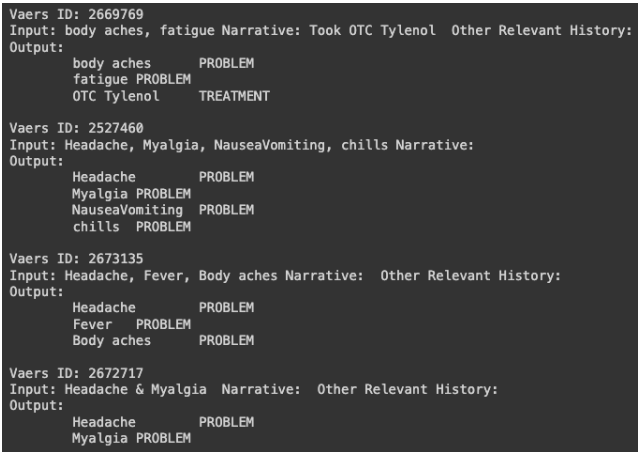 Vaers ID: 2669769
Input: body aches, fatigue Narrative: Took OTC Tylenol  Other Relevant History:
Output:
body aches PROBLEM
fatigue PROBLEM
OTC Tylenol TREATMENT
Vaers ID: 2527460
Input: Headache, Myalgia, NauseaVomiting, chills Narrative:
Output:
Headache PROBLEM
Myalgia PROBLEM
NauseaVomiting PROBLEM
chills PROBLEM
Vaers ID: 2673135
Input: Headache, Fever, Body aches Narrative:  Other Relevant History:
Output:
Headache PROBLEM
Fever PROBLEM
Body aches PROBLEM
Vaers ID: 2672717
Input: Headache & Myalgia  Narrative:  Other Relevant History:
Output:
Headache PROBLEM
Myalgia PROBLEM